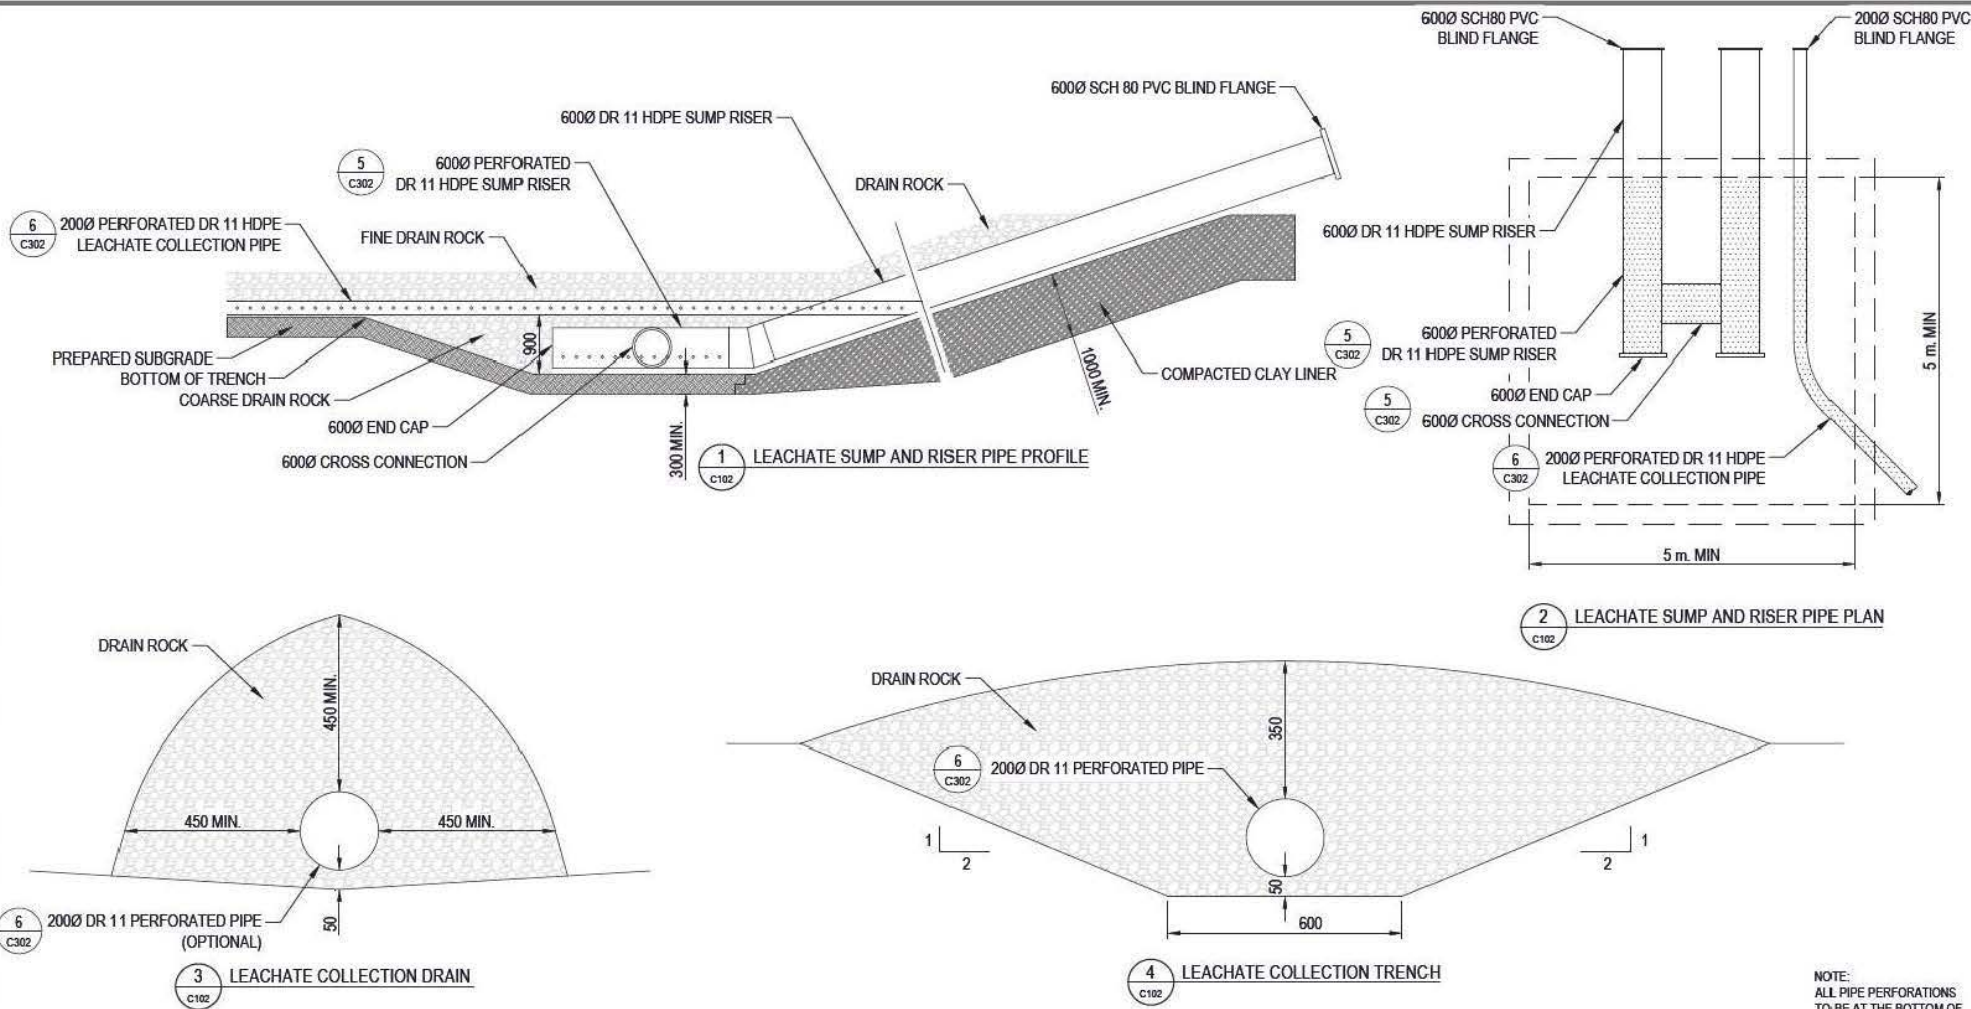 600Ø SCH 80 PVC BLIND FLANGE
600Ø DR 11 HDPE SUMP RISER
5
C302
600Ø PERFORATED
DR 11 HDPE SUMP RISER
DRAIN ROCK
6
C302
200Ø PERFORATED DR 11 HDPE
LEACHATE COLLECTION PIPE
FINE DRAIN ROCK
PREPARED SUBGRADE
BOTTOM OF TRENCH
COARSE DRAIN ROCK
600Ø END CAP
600Ø CROSS CONNECTION
900
300 MIN.
1000 MIN.
COMPACTED CLAY LINER
1
C102
LEACHATE SUMP AND RISER PIPE PROFILE
600Ø SCH80 PVC
BLIND FLANGE
200Ø SCH80 PVC
BLIND FLANGE
600Ø DR 11 HDPE SUMP RISER
5
C302
600Ø PERFORATED
DR 11 HDPE SUMP RISER
600Ø END CAP
5
C302
600Ø CROSS CONNECTION
6
C302
200Ø PERFORATED DR 11 HDPE
LEACHATE COLLECTION PIPE
5 m. MIN
5 m. MIN
2
C102
LEACHATE SUMP AND RISER PIPE PLAN
DRAIN ROCK
450 MIN.
450 MIN.
450 MIN.
50
6
C302
200Ø DR 11 PERFORATED PIPE
(OPTIONAL)
3
C102
LEACHATE COLLECTION DRAIN
DRAIN ROCK
350
6
C302
200Ø DR 11 PERFORATED PIPE
1
2
1
2
50
600
4
C102
LEACHATE COLLECTION TRENCH
NOTE:
ALL PIPE PERFORATIONS
TO BE AT THE BOTTOM OF